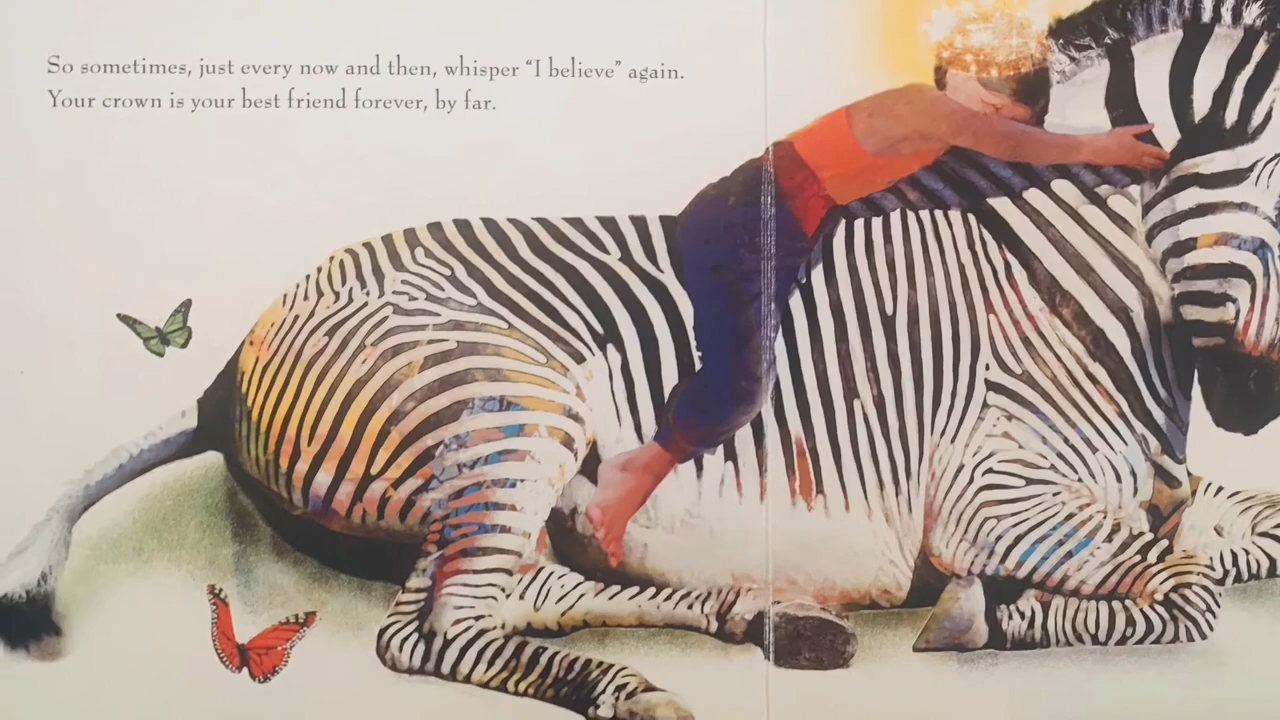 So sometimes, just every now and then, whisper “I believe” again.
Your crown is your best friend forever, by far.